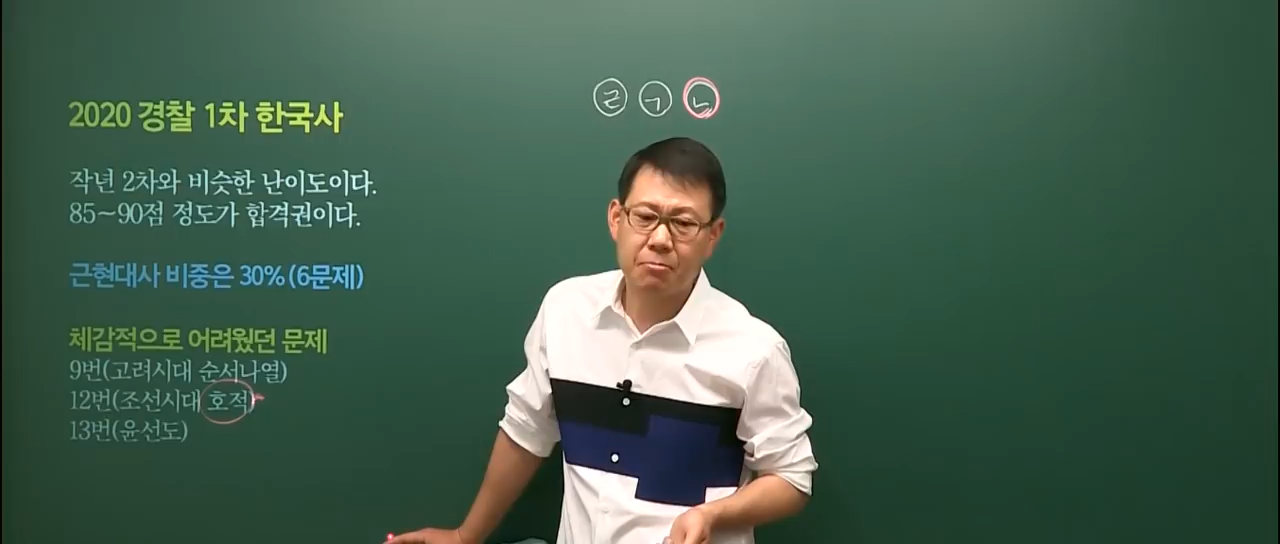 2020 경찰 1차 한국사
작년 2차와 비슷한 난이도이다.
85~90점 정도가 합격권이다.
근현대사 비중은 30% (6문제)
체감적으로 어려웠던 문제
9번(고려시대 순서나열)
12번(조선시대 호적)
13번(윤선도)
㉣ ㉠ ㉡